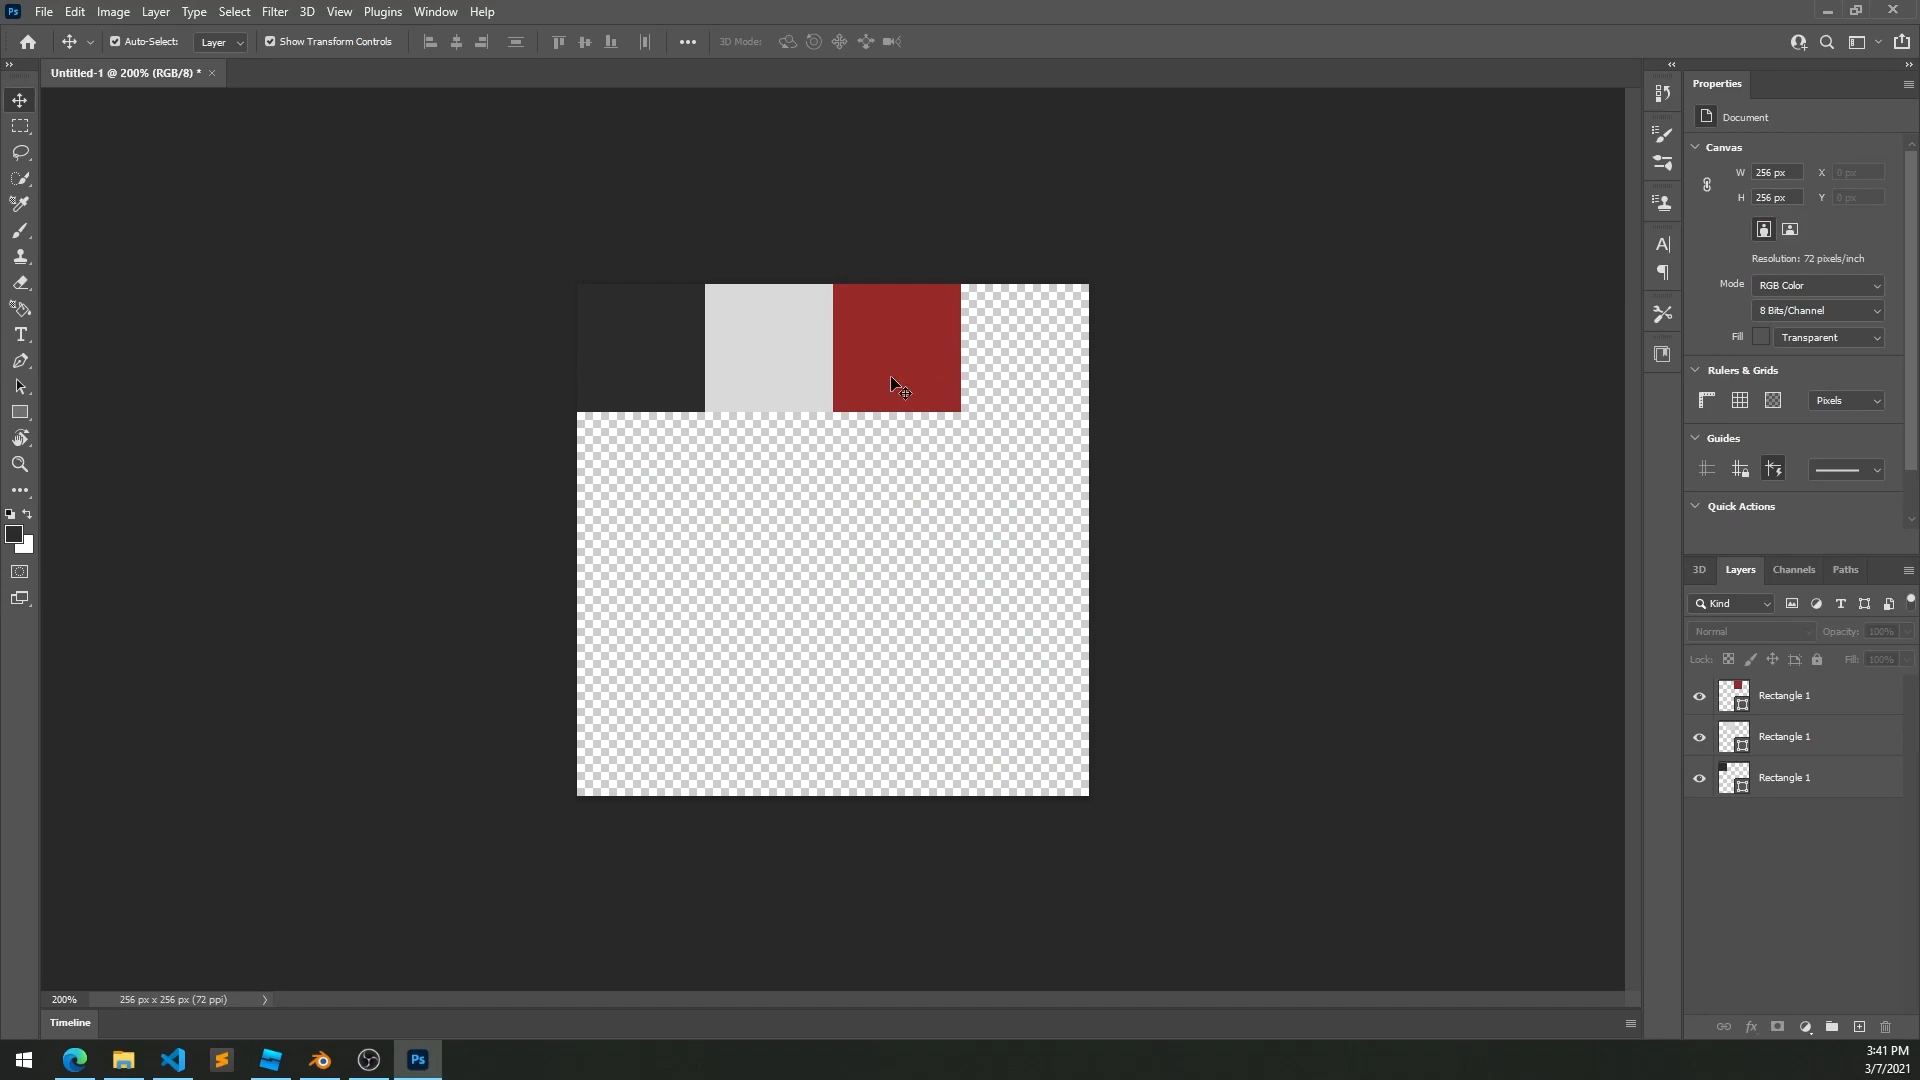 Ps File Edit Image Layer Type Select Filter 3D View Plugins Window Help
Auto-Select: Layer Show Transform Controls 3D Mode:
Untitled-1 @ 200% (RGB/8) *
Properties
Document
Canvas
W 256 px X 0 px
H 256 px Y 0 px
Resolution: 72 pixels/inch
Mode RGB Color
8 Bits/Channel
Fill Transparent
Rulers & Grids
Pixels
Guides
Quick Actions
3D Layers Channels Paths
Kind
Normal Opacity: 100%
Lock: Fill: 100%
Rectangle 1
Rectangle 1
Rectangle 1
200% 256 px x 256 px (72 ppi)
Timeline
Ps
3:41 PM
3/7/2021